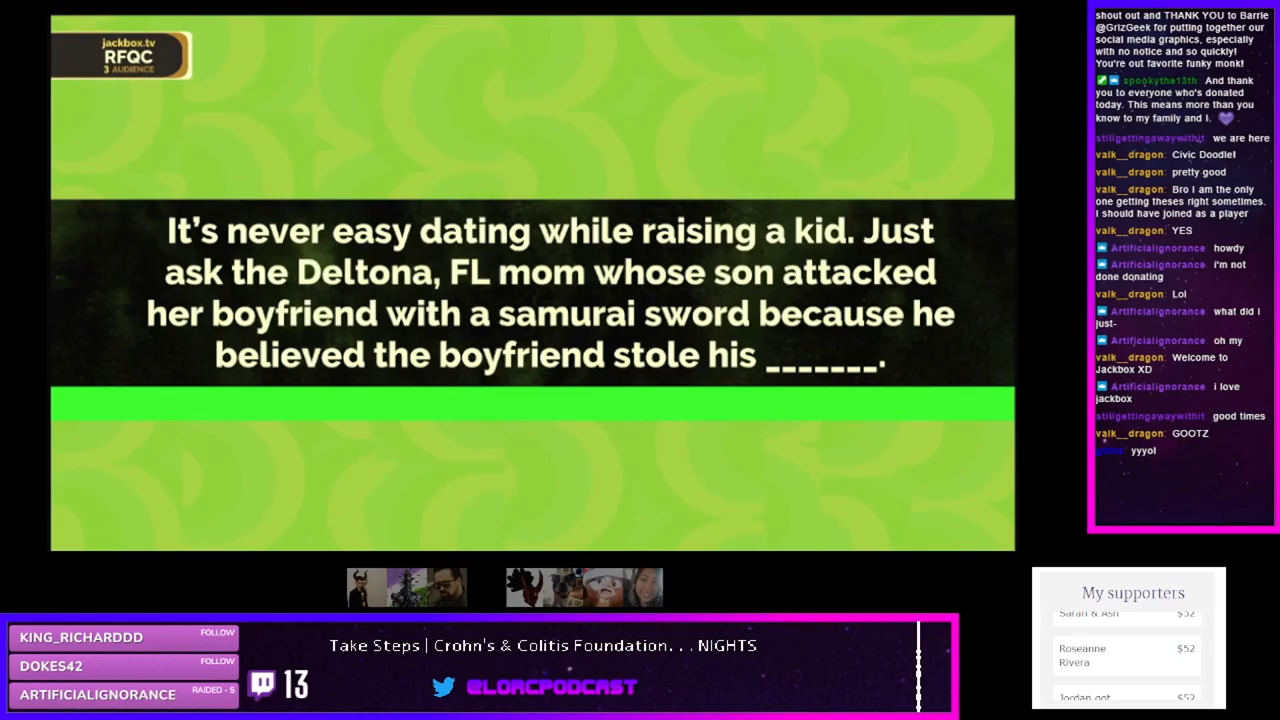 jackbox.tv
RFQC
3 AUDIENCE
It's never easy dating while raising a kid. Just
ask the Deltona, FL mom whose son attacked
her boyfriend with a samurai sword because he
believed the boyfriend stole his _______.
shout out and THANK YOU to Barrie
@GrizGeek for putting together our
social media graphics, especially
with no notice and so quickly!
You're out favorite funky monk!
spookythe13th: And thank
you to everyone who's donated
today. This means more than you
know to my family and I.
stillgettingawaywithit: we are here
valk__dragon: Civic Doodle!
valk__dragon: pretty good
valk__dragon: Bro I am the only
one getting theses right sometimes.
I should have joined as a player
valk__dragon: YES
Artificialignorance: howdy
Artificialignorance: i'm not
done donating
valk__dragon: Lol
Artificialignorance: what did I
just-
Artificialignorance: oh my
valk__dragon: Welcome to
Jackbox XD
Artificialignorance: i love
jackbox
stillgettingawaywithit: good times
valk__dragon: GOOTZ
yyyol
My supporters
Sarah & Ash $52
Roseanne $52
Rivera
Jordan got $52
KING_RICHARDDD FOLLOW
DOKES42 FOLLOW
ARTIFICIALIGNORANCE RAIDED - 5
13
Take Steps | Crohn's & Colitis Foundation. . . NIGHTS
@LORCPODCAST